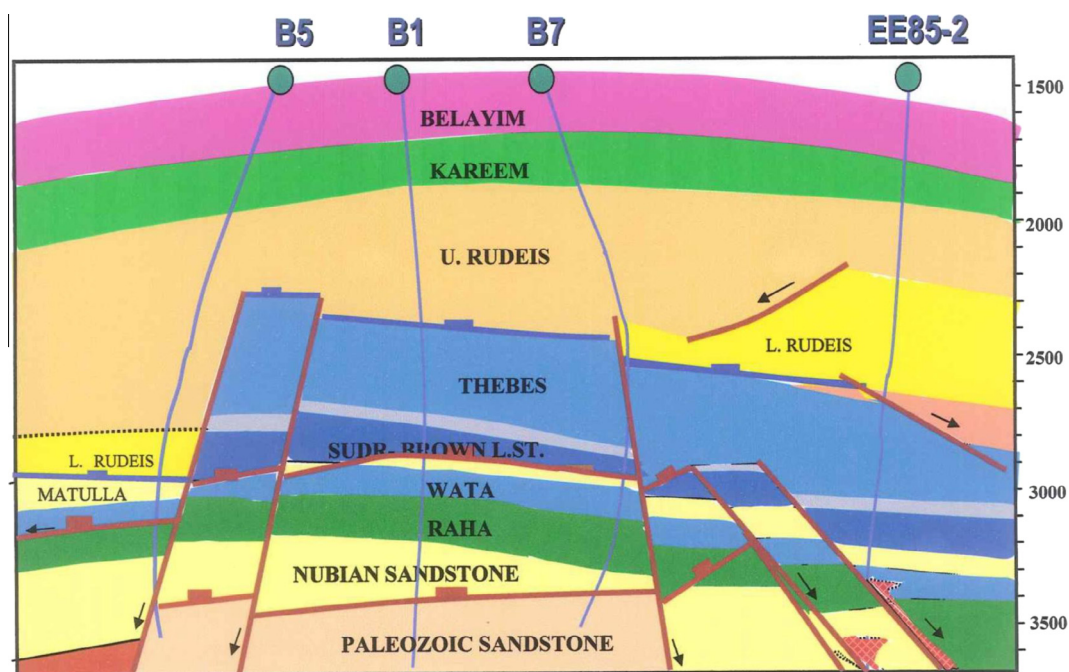 B5 B1 B7 EE85-2
1500
BELAYIM
KAREEM
2000
U. RUDEIS
L. RUDEIS
2500
THEBES
SUDR- BROWN L.ST.
L. RUDEIS
MATULLA
WATA
3000
RAHA
NUBIAN SANDSTONE
3500
PALEOZOIC SANDSTONE